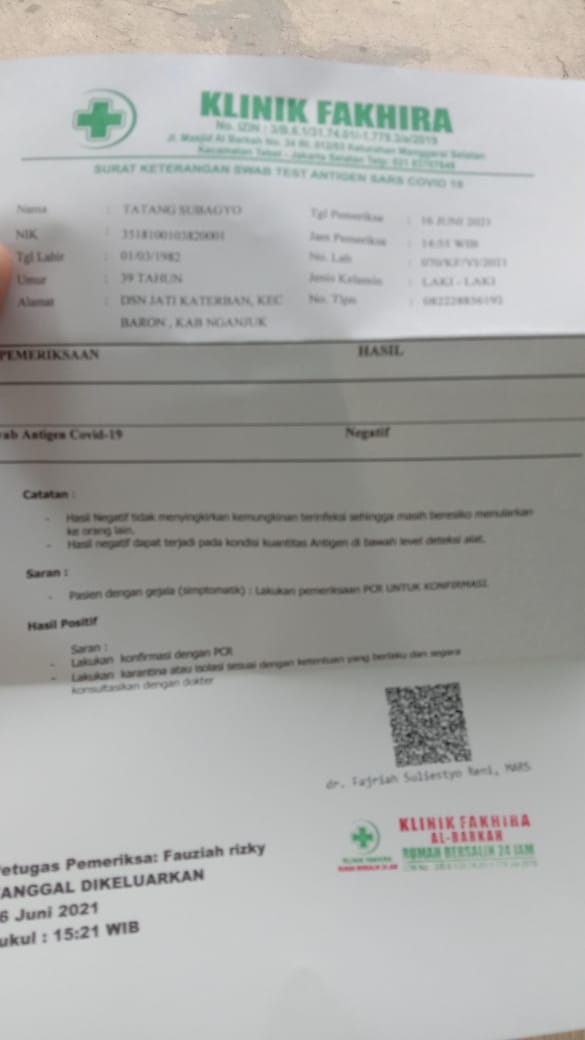 KLINIK FAKHIRA
No. IZIN : 3/B.6.1/31.74.01/-1.779.3/e/2019
Jl. Masjid Al Barkah No. 34 Rt. 012/03 Kelurahan Manggarai Selatan
Kecamatan Tebet - Jakarta Selatan Telp: 021 83707648
SURAT KETERANGAN SWAB TEST ANTIGEN SARS COVID 19
Nama : TATANG SUBAGYO
NIK : 3518100103820001
Tgl Lahir : 01/03/1982
Umur : 39 TAHUN
Alamat : DSN JATI KATERBAN, KEC
BARON , KAB NGANJUK
Tgl Pemeriksa : 16 JUNI 2021
Jam Pemeriksa : 14:55 WIB
No. Lab : 070/KF/VI/2021
Jenis Kelamin : LAKI - LAKI
No. Tlpn :
PEMERIKSAAN HASIL
ab Antigen Covid-19 Negatif
Catatan :
- Hasil Negatif tidak menyingkirkan kemungkinan terinfeksi sehingga masih beresiko menularkan
ke orang lain.
- Hasil negatif dapat terjadi pada kondisi kuantitas Antigen di bawah level deteksi alat.
Saran :
- Pasien dengan gejala (simptomatik) : Lakukan pemeriksaan PCR UNTUK KONFIRMASI.
Hasil Positif
Saran :
- Lakukan konfirmasi dengan PCR
- Lakukan karantina atau isolasi sesuai dengan ketentuan yang berlaku dan segera
konsultasikan dengan dokter
dr. Fajriah Suliestyo Reni, MARS
KLINIK FAKHIRA
AL-BARKAH
RUMAH BERSALIN 24 JAM
KLINIK FAKHIRA
RUMAH BERSALIN 24 JAM
etugas Pemeriksa: Fauziah rizky
ANGGAL DIKELUARKAN
6 Juni 2021
ukul : 15:21 WIB